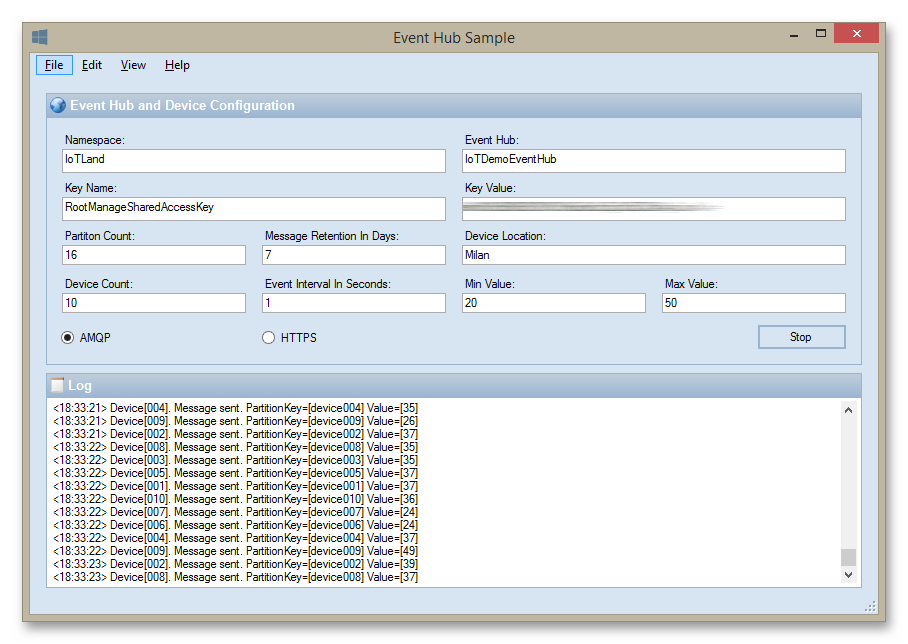 Event Hub Sample
File Edit View Help
Event Hub and Device Configuration
Namespace: Event Hub:
IoTLand IoTDemoEventHub
Key Name: Key Value:
RootManageSharedAccessKey
Partiton Count: Message Retention In Days: Device Location:
16 7 Milan
Device Count: Event Interval In Seconds: Min Value: Max Value:
10 1 20 50
AMQP HTTPS Stop
Log
<18:33:21> Device[004]. Message sent. PartitionKey=[device004] Value=[35]
<18:33:21> Device[009]. Message sent. PartitionKey=[device009] Value=[26]
<18:33:21> Device[002]. Message sent. PartitionKey=[device002] Value=[37]
<18:33:22> Device[008]. Message sent. PartitionKey=[device008] Value=[35]
<18:33:22> Device[003]. Message sent. PartitionKey=[device003] Value=[35]
<18:33:22> Device[005]. Message sent. PartitionKey=[device005] Value=[37]
<18:33:22> Device[001]. Message sent. PartitionKey=[device001] Value=[37]
<18:33:22> Device[010]. Message sent. PartitionKey=[device010] Value=[36]
<18:33:22> Device[007]. Message sent. PartitionKey=[device007] Value=[24]
<18:33:22> Device[006]. Message sent. PartitionKey=[device006] Value=[24]
<18:33:22> Device[004]. Message sent. PartitionKey=[device004] Value=[37]
<18:33:22> Device[009]. Message sent. PartitionKey=[device009] Value=[49]
<18:33:23> Device[002]. Message sent. PartitionKey=[device002] Value=[39]
<18:33:23> Device[008]. Message sent. PartitionKey=[device008] Value=[37]